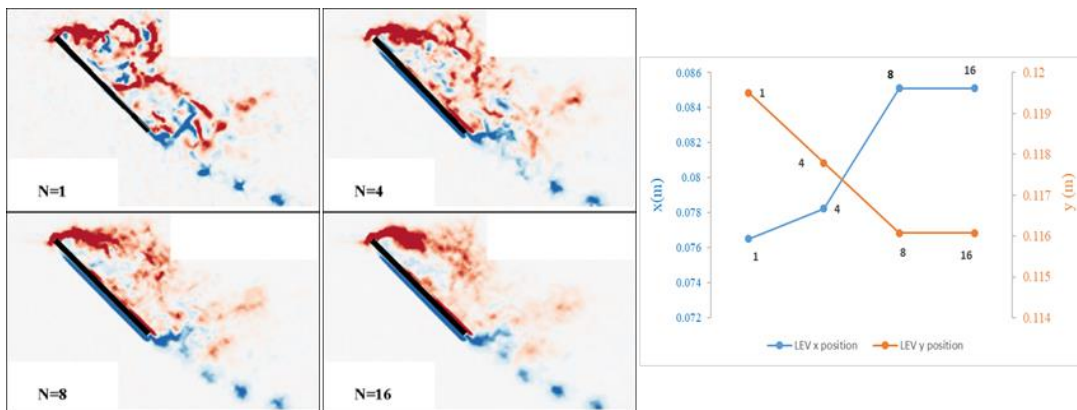 N=1
N=4
N=8
N=16
0.086
0.084
0.082
0.08
0.078
0.076
0.074
0.072
x(m)
1
4
8
16
1
4
8
16
0.12
0.119
0.118
0.117
0.116
0.115
0.114
y (m)
LEV x position
LEV y position